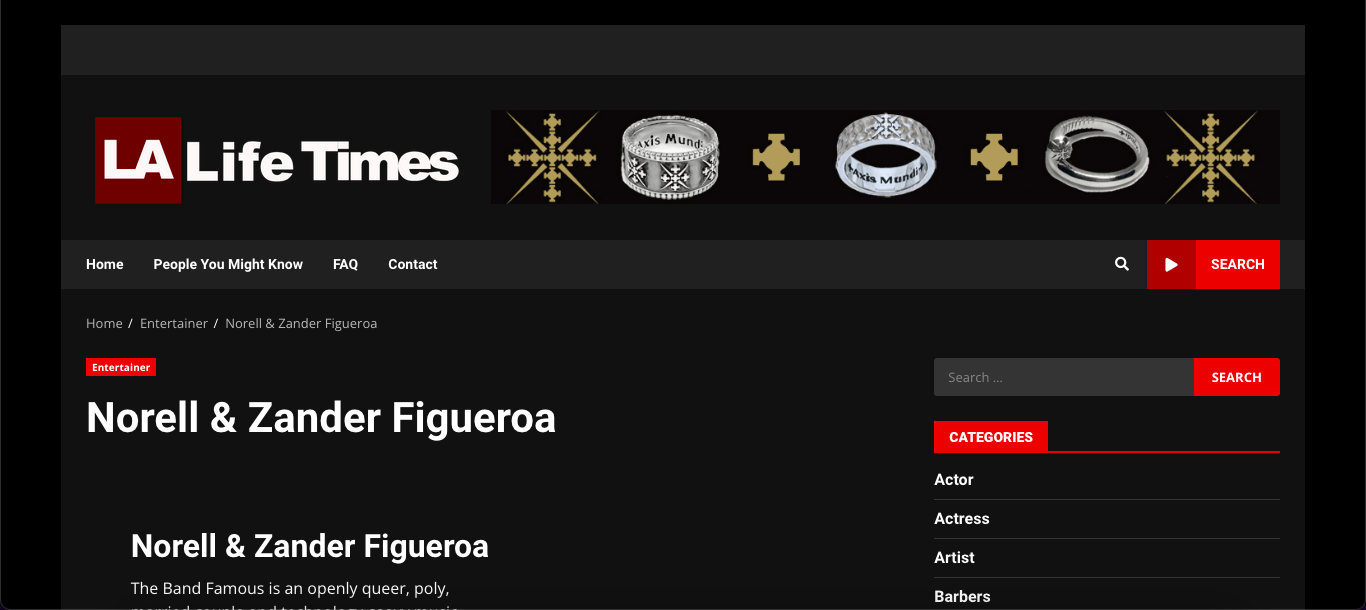 LA Life Times
Axis Mundi
Axis Mundi
Home People You Might Know FAQ Contact SEARCH
Home / Entertainer / Norell & Zander Figueroa
Entertainer
Norell & Zander Figueroa
Norell & Zander Figueroa
The Band Famous is an openly queer, poly,
Search ... SEARCH
CATEGORIES
Actor
Actress
Artist
Barbers